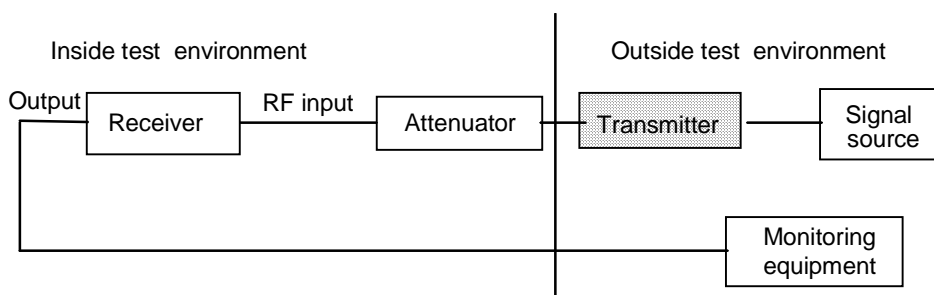 Inside test environment
Outside test environment
Output
RF input
Receiver
Attenuator
Transmitter
Signal
source
Monitoring
equipment